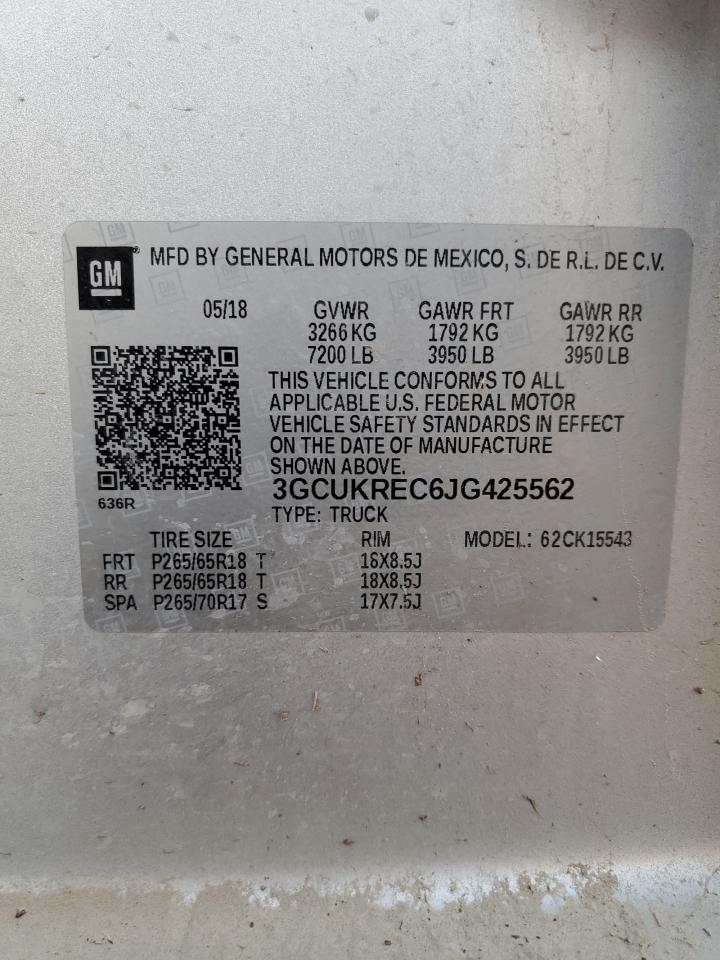 GM® MFD BY GENERAL MOTORS DE MEXICO, S. DE R.L. DE C.V.
05/18 GVWR GAWR FRT GAWR RR
3266 KG 1792 KG 1792 KG
7200 LB 3950 LB 3950 LB
THIS VEHICLE CONFORMS TO ALL
APPLICABLE U.S. FEDERAL MOTOR
VEHICLE SAFETY STANDARDS IN EFFECT
ON THE DATE OF MANUFACTURE
SHOWN ABOVE.
636R
3GCUKREC6JG425562
TYPE: TRUCK
TIRE SIZE RIM MODEL: 62CK15543
FRT P265/65R18 T 18X8.5J
RR P265/65R18 T 18X8.5J
SPA P265/70R17 S 17X7.5J